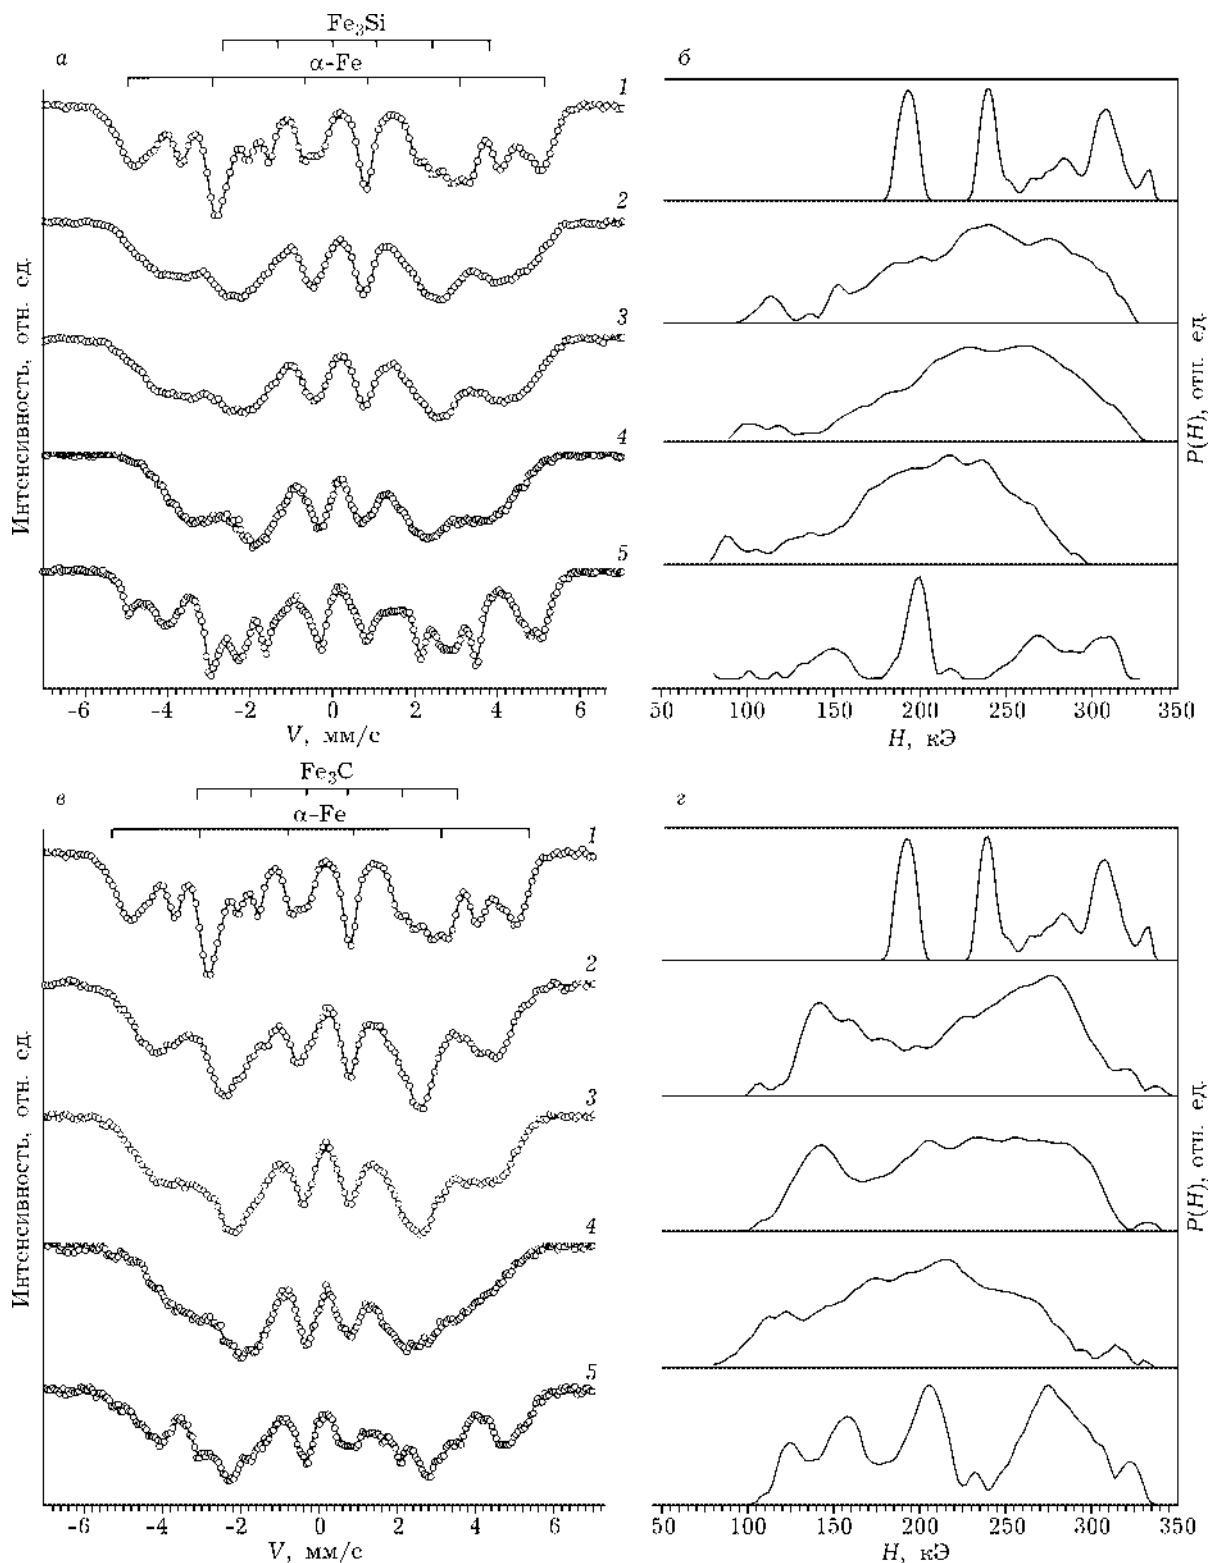 Fe₃Si
а б
α-Fe
1
2
3
4
5
Интенсивность, отн. ед.
P(H), отн. ед.
-6 -4 -2 0 2 4 6
V, мм/с
50 100 150 200 250 300 350
H, кЭ
Fe₃C
в г
α-Fe
1
2
3
4
5
Интенсивность, отн. ед.
P(H), отн. ед.
-6 -4 -2 0 2 4 6
V, мм/с
50 100 150 200 250 300 350
H, кЭ